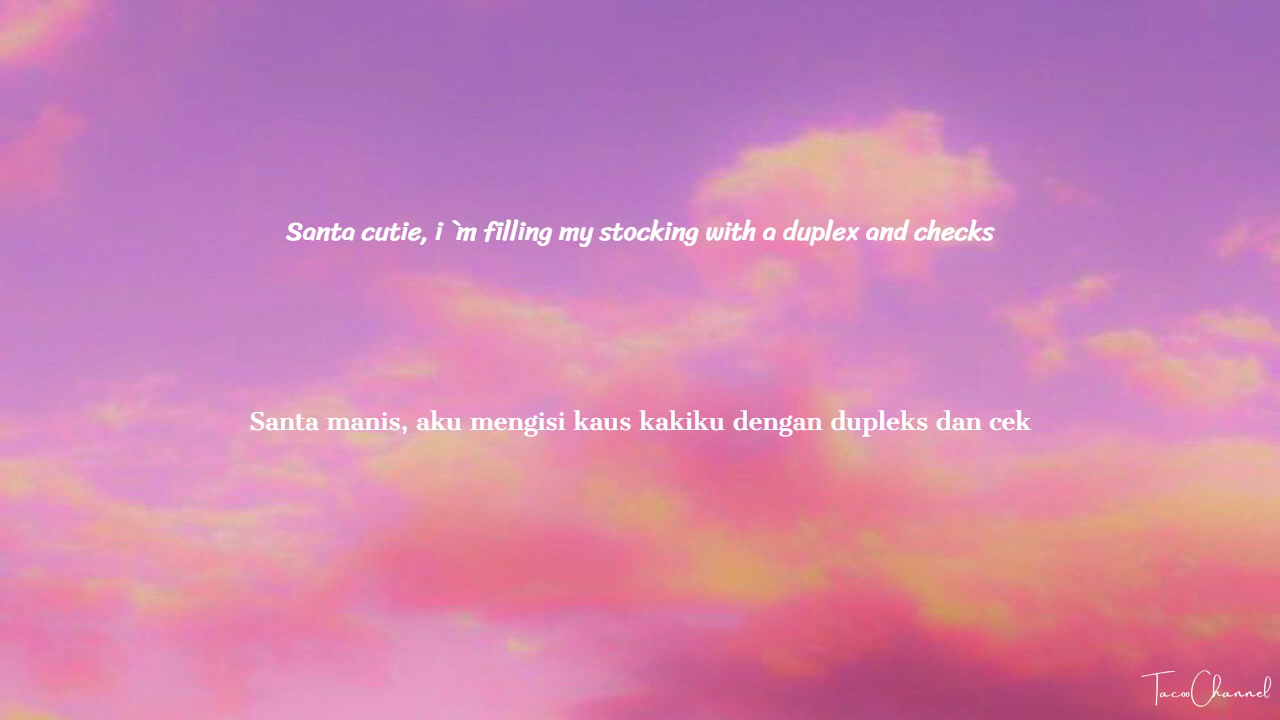 Santa cutie, i `m filling my stocking with a duplex and checks
Santa manis, aku mengisi kaus kakiku dengan dupleks dan cek
TacooChannel